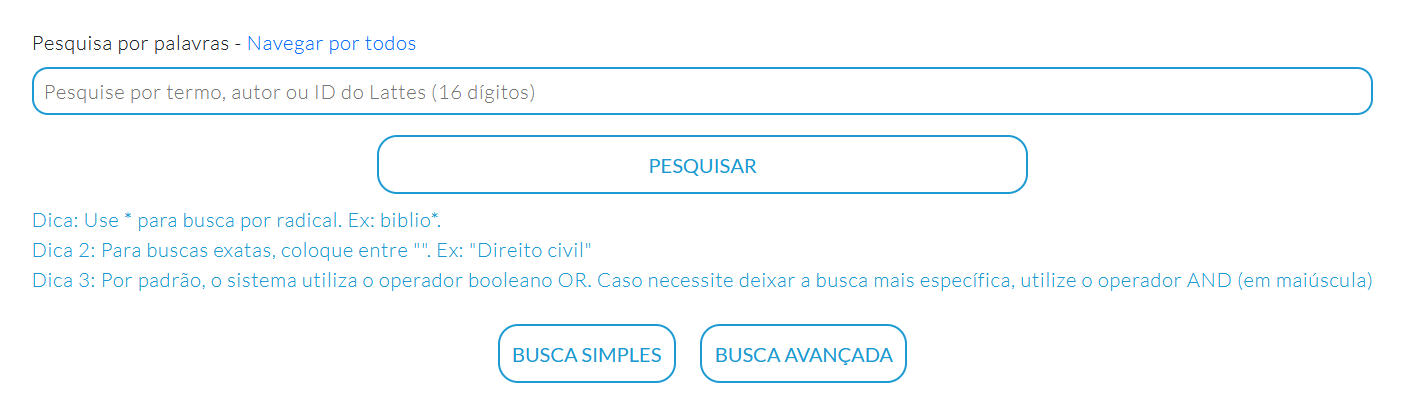 Pesquisa por palavras - Navegar por todos
Pesquise por termo, autor ou ID do Lattes (16 dígitos)
PESQUISAR
Dica: Use * para busca por radical. Ex: biblio*.
Dica 2: Para buscas exatas, coloque entre "". Ex: "Direito civil"
Dica 3: Por padrão, o sistema utiliza o operador booleano OR. Caso necessite deixar a busca mais específica, utilize o operador AND (em maiúscula)
BUSCA SIMPLES BUSCA AVANÇADA